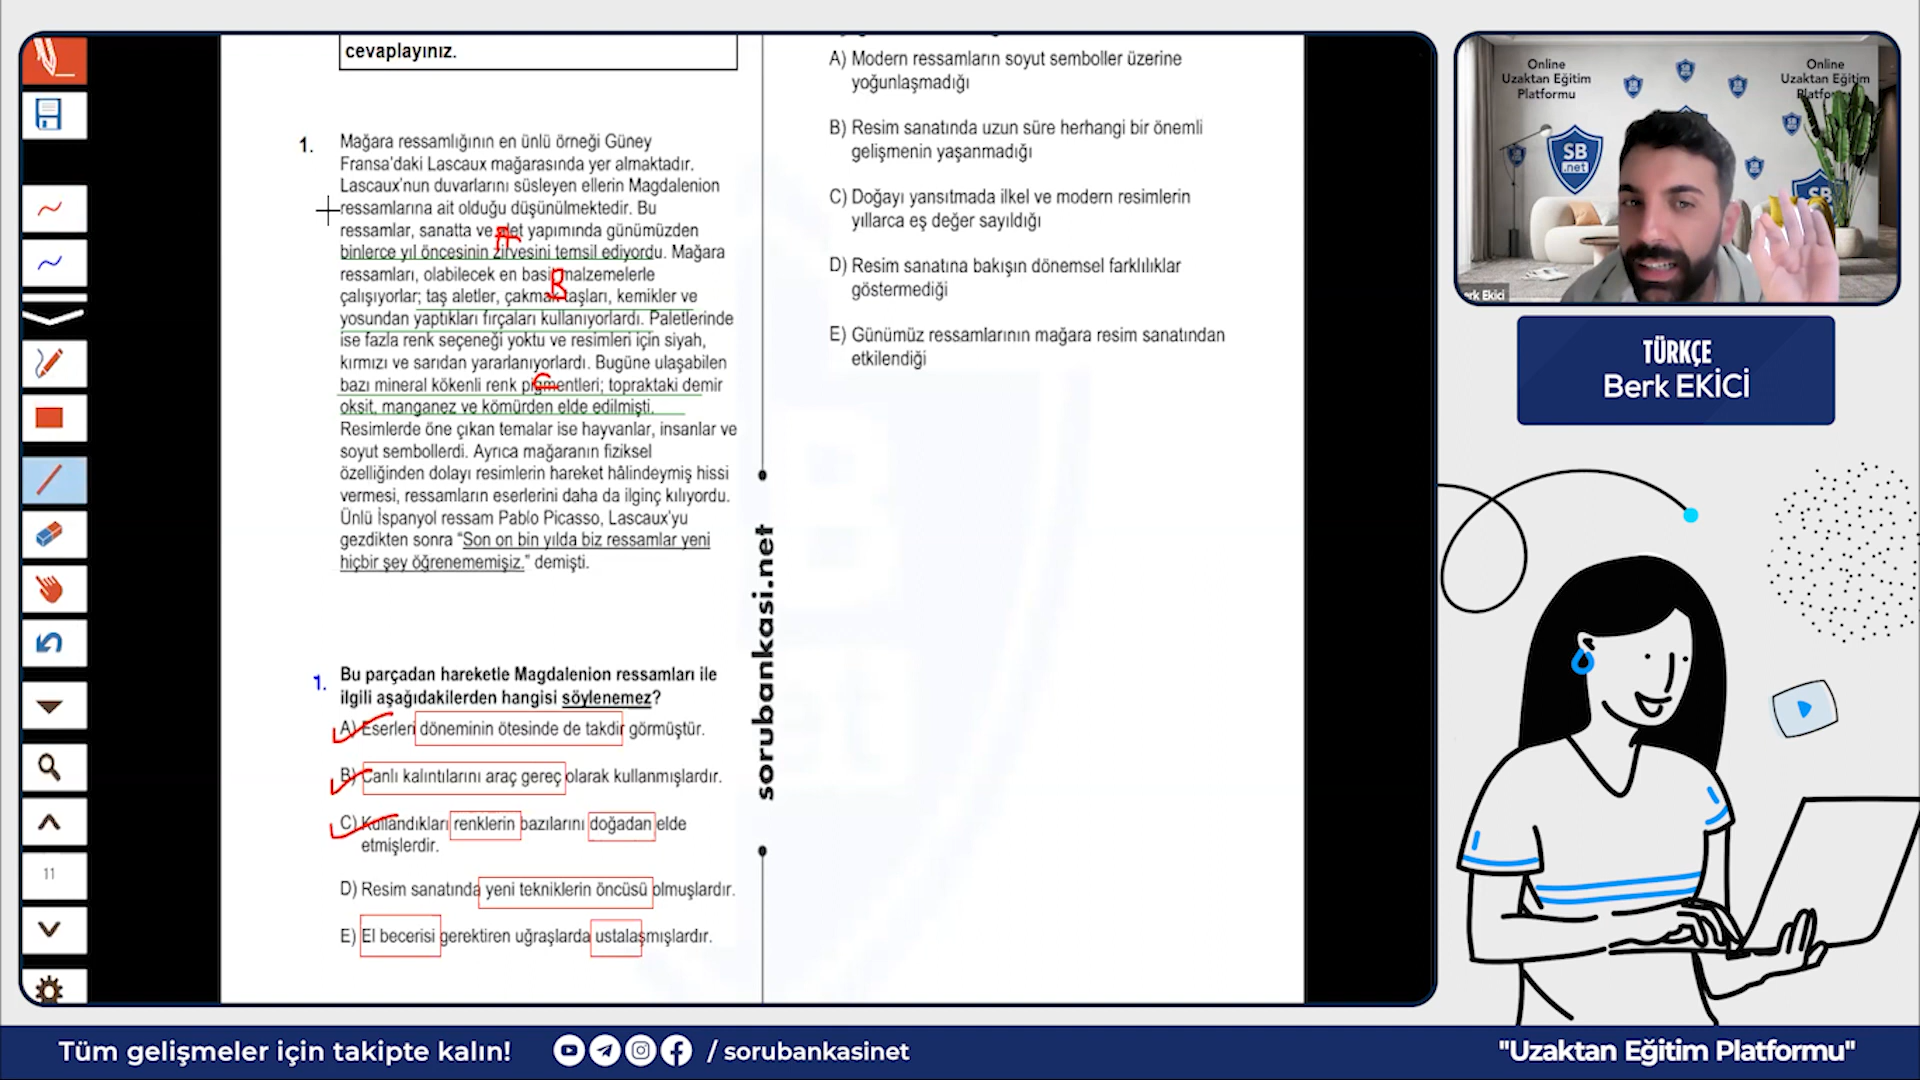 cevaplayınız.
1.
Mağara ressamlığının en ünlü örneği Güney
Fransa'daki Lascaux mağarasında yer almaktadır.
Lascaux'nun duvarlarını süsleyen ellerin Magdalenion
ressamlarına ait olduğu düşünülmektedir. Bu
ressamlar, sanatta ve alet yapımında günümüzden
binlerce yıl öncesinin zirvesini temsil ediyordu. Mağara
ressamları, olabilecek en basit malzemelerle
çalışıyorlar; taş aletler, çakmak taşları, kemikler ve
yosundan yaptıkları fırçaları kullanıyorlardı. Paletlerinde
ise fazla renk seçeneği yoktu ve resimleri için siyah,
kırmızı ve sarıdan yararlanıyorlardı. Bugüne ulaşabilen
bazı mineral kökenli renk pigmentleri; topraktaki demir
oksit, manganez ve kömürden elde edilmişti.
Resimlerde öne çıkan temalar ise hayvanlar, insanlar ve
soyut sembollerdi. Ayrıca mağaranın fiziksel
özelliğinden dolayı resimlerin hareket hâlindeymiş hissi
vermesi, ressamların eserlerini daha da ilginç kılıyordu.
Ünlü İspanyol ressam Pablo Picasso, Lascaux'yu
gezdikten sonra “Son on bin yılda biz ressamlar yeni
hiçbir şey öğrenememişiz.” demişti.
A
B
C
1.
Bu parçadan hareketle Magdalenion ressamları ile
ilgili aşağıdakilerden hangisi söylenemez?
A) Eserleri döneminin ötesinde de takdir görmüştür.
B) Canlı kalıntılarını araç gereç olarak kullanmışlardır.
C) Kullandıkları renklerin bazılarını doğadan elde
etmişlerdir.
D) Resim sanatında yeni tekniklerin öncüsü olmuşlardır.
E) El becerisi gerektiren uğraşlarda ustalaşmışlardır.
sorubankasi.net
A) Modern ressamların soyut semboller üzerine
yoğunlaşmadığı
B) Resim sanatında uzun süre herhangi bir önemli
gelişmenin yaşanmadığı
C) Doğayı yansıtmada ilkel ve modern resimlerin
yıllarca eş değer sayıldığı
D) Resim sanatına bakışın dönemsel farklılıklar
göstermediği
E) Günümüz ressamlarının mağara resim sanatından
etkilendiği
11
Online
Uzaktan Eğitim
Platformu
Online
Uzaktan Eğitim
SB
.net
SB
Berk Ekici
TÜRKÇE
Berk EKİCİ
Tüm gelişmeler için takipte kalın!
/ sorubankasinet
"Uzaktan Eğitim Platformu"